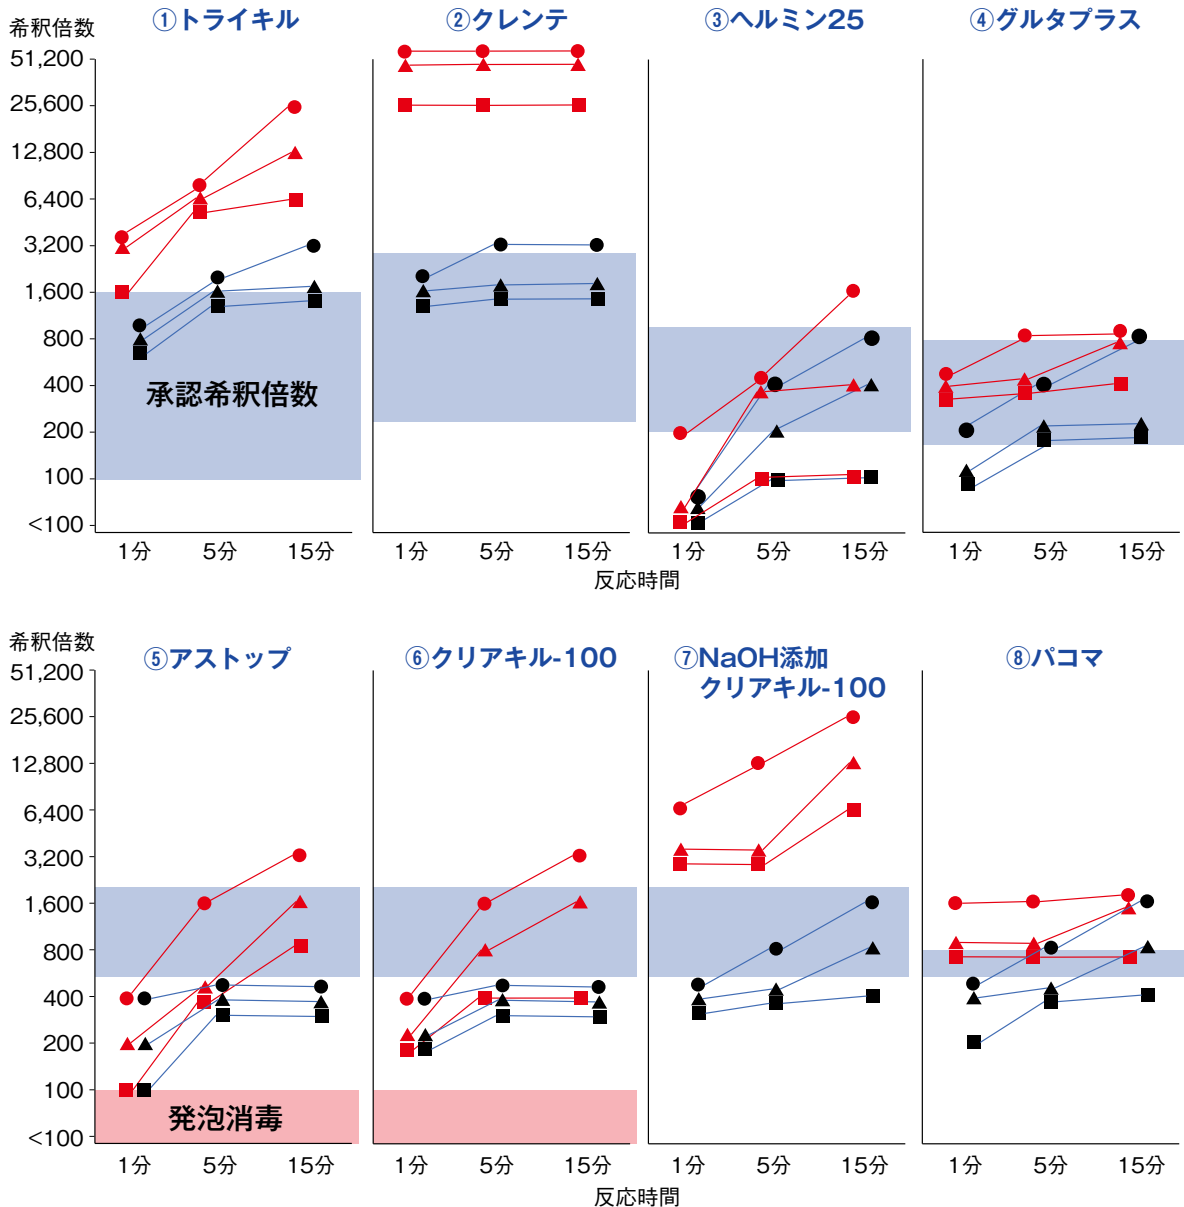 希釈倍数
①トライキル
②クレンテ
③ヘルミン25
④グルタプラス
51,200
25,600
12,800
6,400
3,200
1,600
800
400
200
100
<100
承認希釈倍数
1分 5分 15分
1分 5分 15分
1分 5分 15分
1分 5分 15分
反応時間
希釈倍数
⑤アストップ
⑥クリアキル-100
⑦NaOH添加
クリアキル-100
⑧パコマ
51,200
25,600
12,800
6,400
3,200
1,600
800
400
200
100
<100
発泡消毒
1分 5分 15分
1分 5分 15分
1分 5分 15分
1分 5分 15分
反応時間